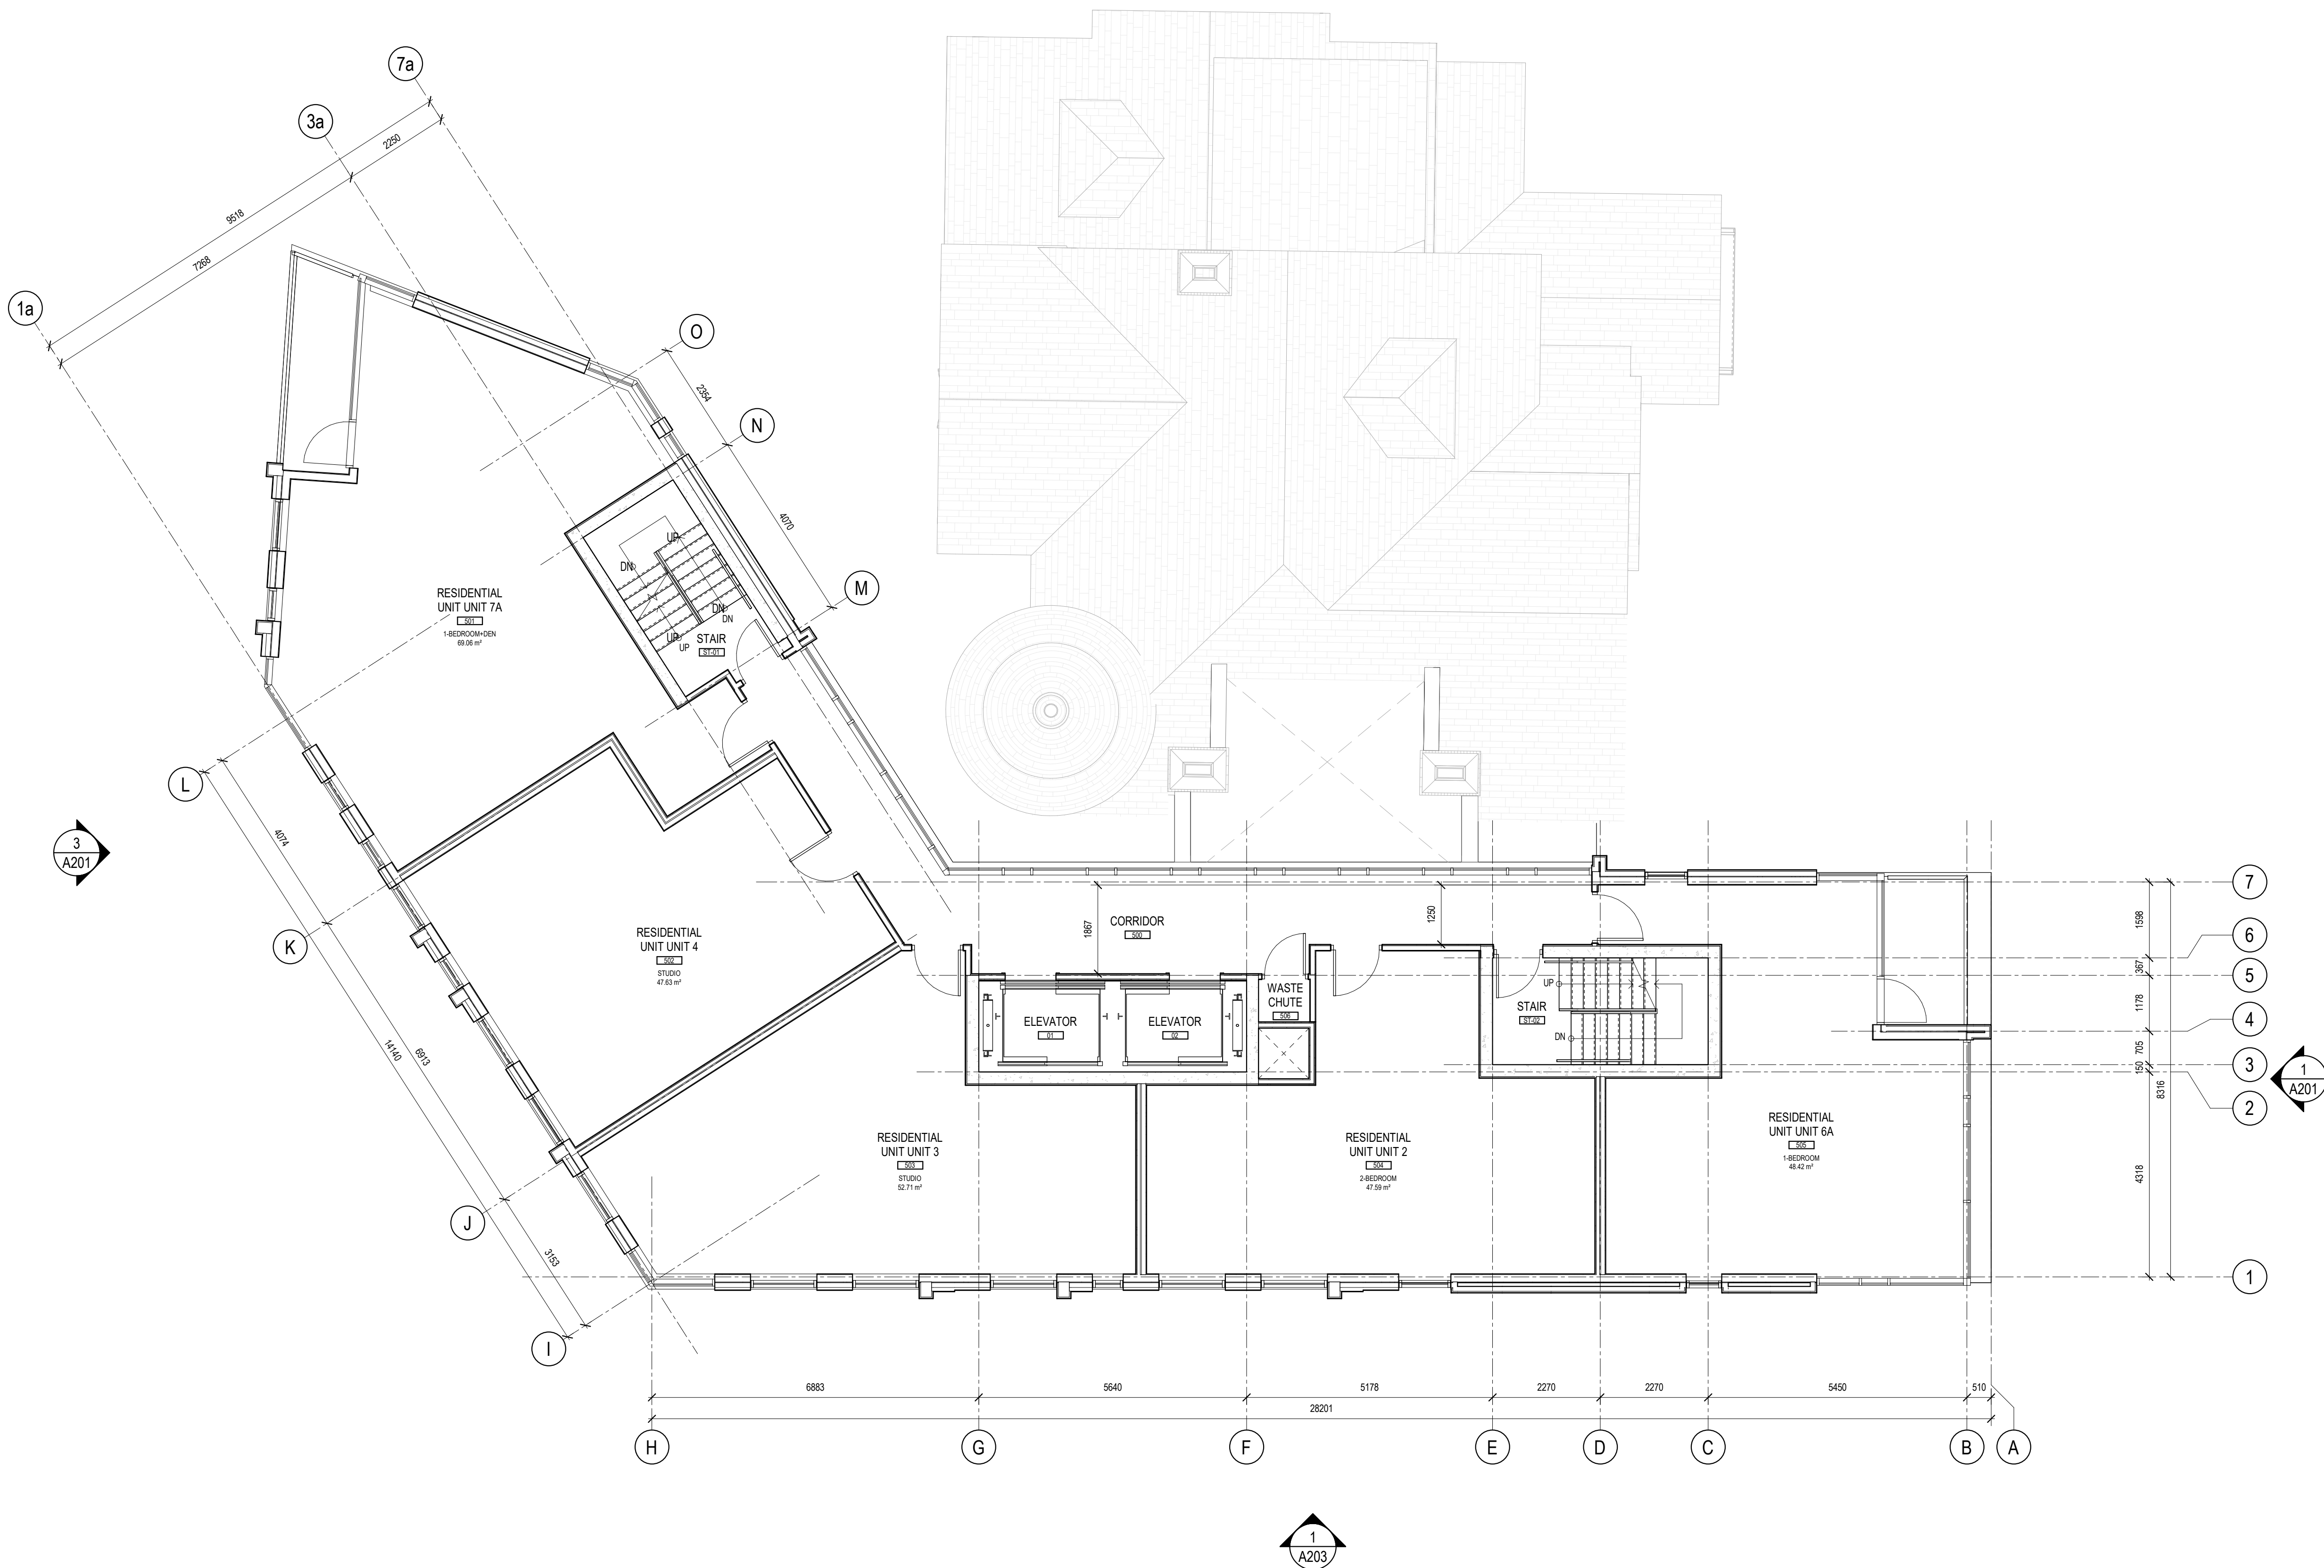 7a
3a
2250
9518
7268
1a
O
2354
N
4070
M
UP
DN
DN
DN
UP
UP
STAIR
ST-01
RESIDENTIAL
UNIT UNIT 7A
501
1-BEDROOM+DEN
69.06 m²
L
3
A201
4074
K
6913
14140
J
3153
I
RESIDENTIAL
UNIT UNIT 4
502
STUDIO
47.63 m²
1867
CORRIDOR
500
1250
ELEVATOR
01
ELEVATOR
02
WASTE
CHUTE
506
UP
STAIR
ST-02
DN
RESIDENTIAL
UNIT UNIT 3
503
STUDIO
52.71 m²
RESIDENTIAL
UNIT UNIT 2
504
2-BEDROOM
47.59 m²
RESIDENTIAL
UNIT UNIT 6A
505
1-BEDROOM
48.42 m²
7
1598
6
367
5
1178
4
705
3
150
8316
2
1
A201
4318
1
6883
5640
5178
2270
2270
5450
510
28201
H
G
F
E
D
C
B
A
1
A203